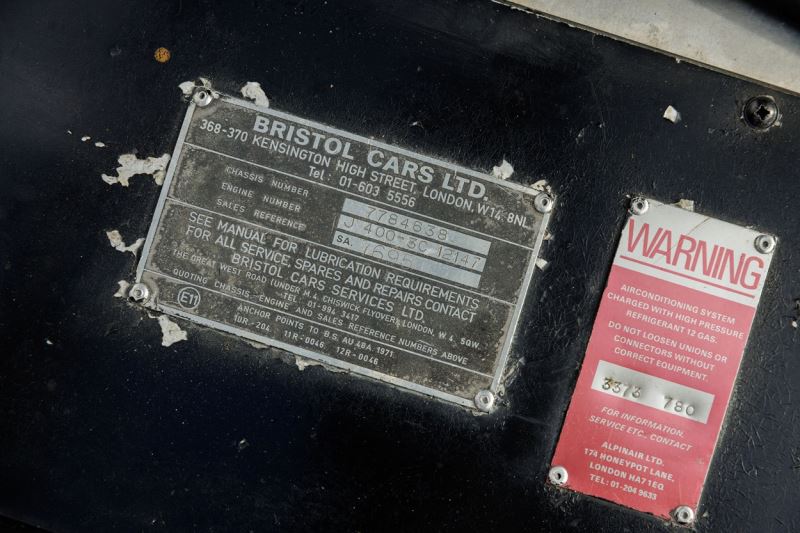 BRISTOL CARS LTD.
368-370 KENSINGTON HIGH STREET, LONDON, W14 8NL
Tel: 01-603 5556
CHASSIS NUMBER 7784638
ENGINE NUMBER J 400-3C 12147
SALES REFERENCE SA. 7695
SEE MANUAL FOR LUBRICATION REQUIREMENTS
FOR ALL SERVICE, SPARES AND REPAIRS CONTACT
BRISTOL CARS SERVICES LTD.
THE GREAT WEST ROAD (UNDER M.4. CHISWICK FLYOVER) LONDON, W 4, 5QW.
TEL. 01-994 3417
QUOTING CHASSIS, ENGINE AND SALES REFERENCE NUMBERS ABOVE
E11
ANCHOR POINTS TO B.S. AU 48A. 1971
10R-204 11R-0046 12R-0046
WARNING
AIRCONDITIONING SYSTEM
CHARGED WITH HIGH PRESSURE
REFRIGERANT 12 GAS.
DO NOT LOOSEN UNIONS OR
CONNECTORS WITHOUT
CORRECT EQUIPMENT.
3373 780
FOR INFORMATION,
SERVICE ETC., CONTACT
ALPINAIR LTD.
174 HONEYPOT LANE,
LONDON HA7 1EQ
TEL: 01-204 9633